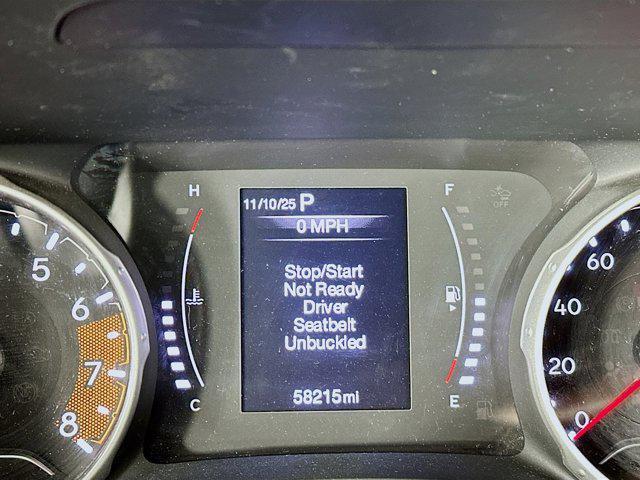 H
11/10/25 P
F
0 MPH
OFF
5
6
7
8
Stop/Start
Not Ready
Driver
Seatbelt
Unbuckled
58215mi
C
E
60
40
20
0